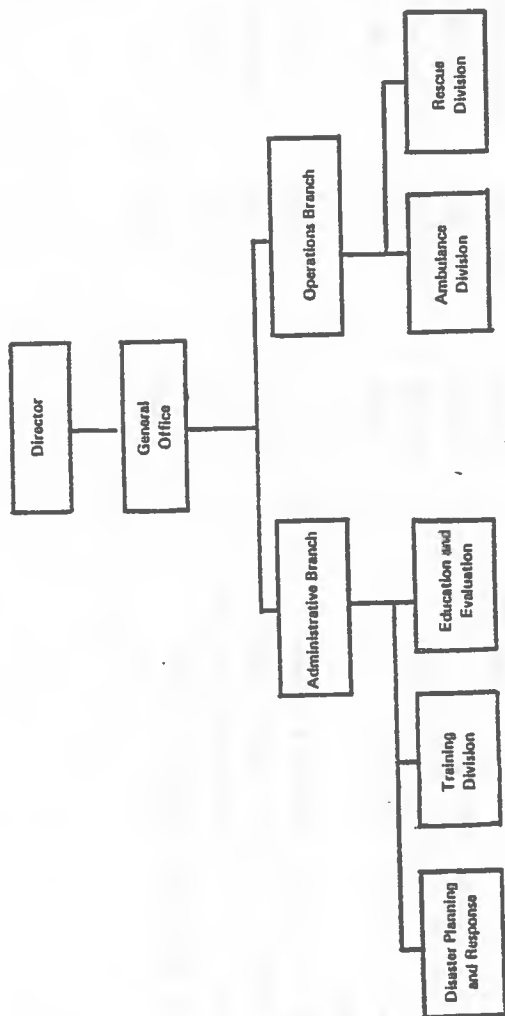 Director
General
Office
Administrative Branch
Operations Branch
Disaster Planning
and Response
Training
Division
Education and
Evaluation
Ambulance
Division
Rescue
Division